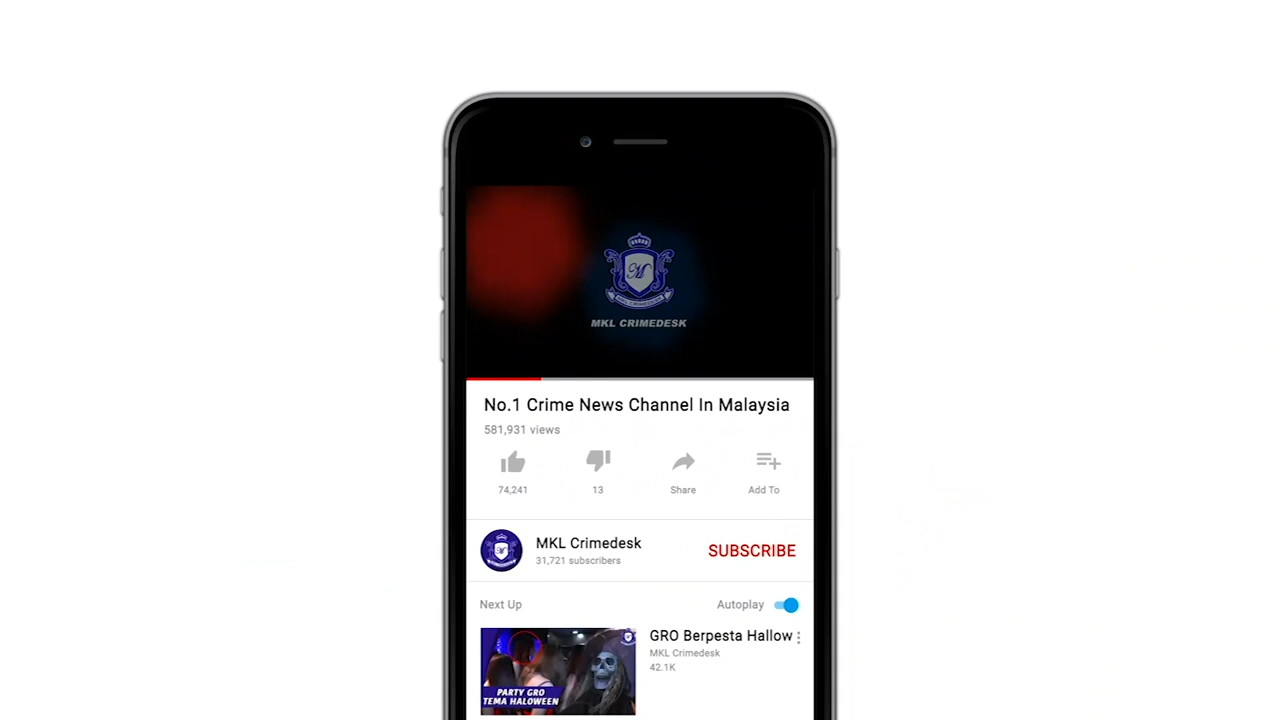 M
MKL CRIMEDESK
No.1 Crime News Channel In Malaysia
581,931 views
74,241
13
Share
Add To
MKL Crimedesk
31,721 subscribers
SUBSCRIBE
Next Up
Autoplay
GRO Berpesta Hallow
MKL Crimedesk
42.1K
PARTY GRO
TEMA HALOWEEN